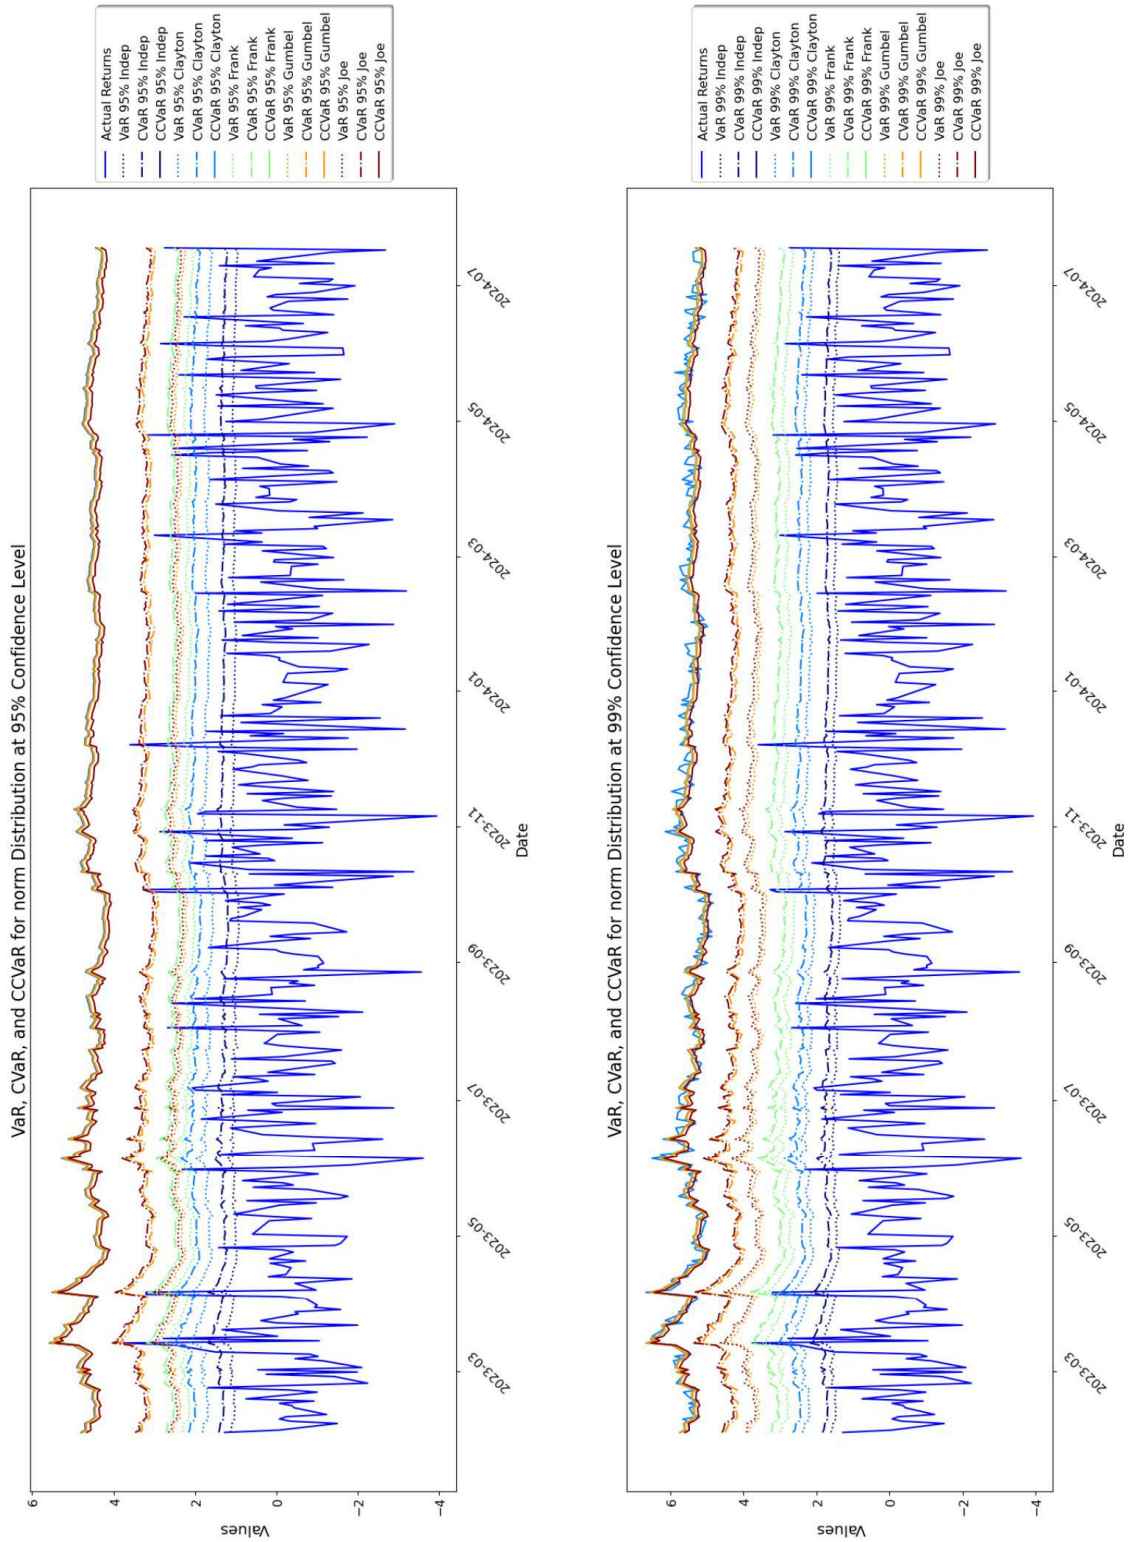 VaR, CVaR, and CCVaR for norm Distribution at 95% Confidence Level
Values
6
4
2
0
−2
−4
2023-03
2023-05
2023-07
2023-09
2023-11
2024-01
2024-03
2024-05
2024-07
Date
Actual Returns
VaR 95% Indep
CVaR 95% Indep
CCVaR 95% Indep
VaR 95% Clayton
CVaR 95% Clayton
CCVaR 95% Clayton
VaR 95% Frank
CVaR 95% Frank
CCVaR 95% Frank
VaR 95% Gumbel
CVaR 95% Gumbel
CCVaR 95% Gumbel
VaR 95% Joe
CVaR 95% Joe
CCVaR 95% Joe
VaR, CVaR, and CCVaR for norm Distribution at 99% Confidence Level
Values
6
4
2
0
−2
−4
2023-03
2023-05
2023-07
2023-09
2023-11
2024-01
2024-03
2024-05
2024-07
Date
Actual Returns
VaR 99% Indep
CVaR 99% Indep
CCVaR 99% Indep
VaR 99% Clayton
CVaR 99% Clayton
CCVaR 99% Clayton
VaR 99% Frank
CVaR 99% Frank
CCVaR 99% Frank
VaR 99% Gumbel
CVaR 99% Gumbel
CCVaR 99% Gumbel
VaR 99% Joe
CVaR 99% Joe
CCVaR 99% Joe